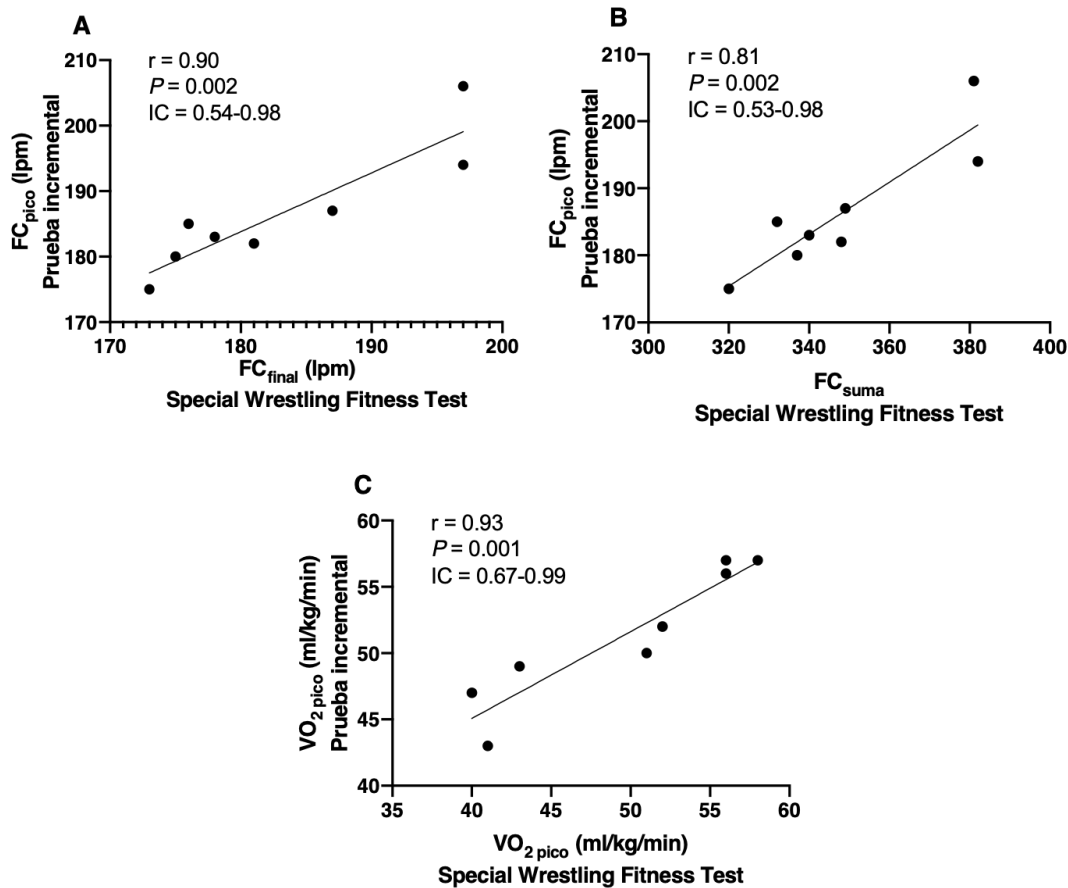 A
r = 0.90
P = 0.002
IC = 0.54-0.98
FCpico (lpm)
Prueba incremental
210
200
190
180
170
170 180 190 200
FCfinal (lpm)
Special Wrestling Fitness Test
B
r = 0.81
P = 0.002
IC = 0.53-0.98
FCpico (lpm)
Prueba incremental
210
200
190
180
170
300 320 340 360 380 400
FCsuma
Special Wrestling Fitness Test
C
r = 0.93
P = 0.001
IC = 0.67-0.99
VO2 pico (ml/kg/min)
Prueba incremental
60
55
50
45
40
35 40 45 50 55 60
VO2 pico (ml/kg/min)
Special Wrestling Fitness Test